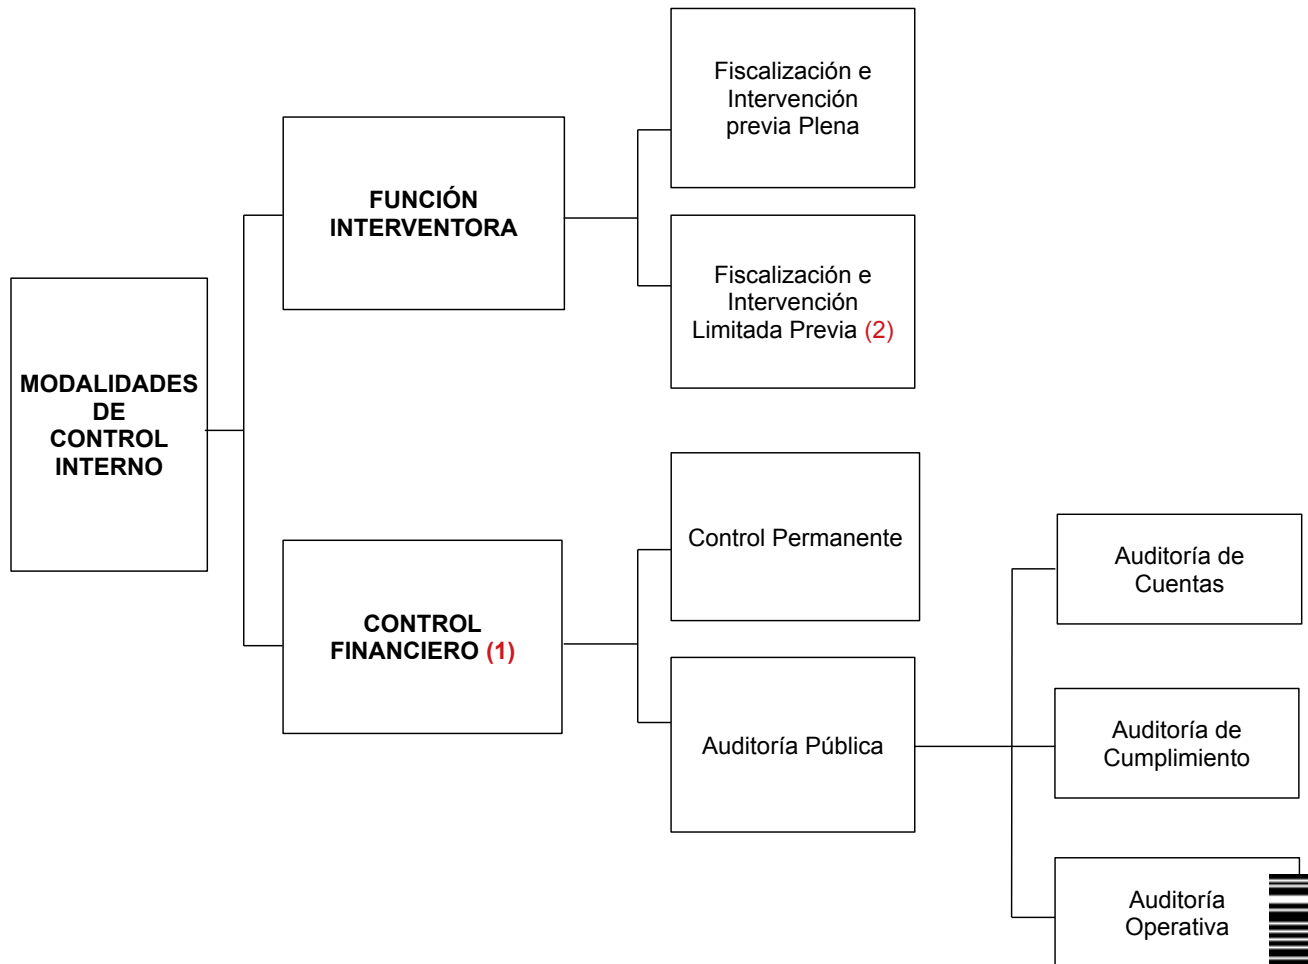 MODALIDADES
DE
CONTROL
INTERNO
FUNCIÓN
INTERVENTORA
Fiscalización e
Intervención
previa Plena
Fiscalización e
Intervención
Limitada Previa (2)
CONTROL
FINANCIERO (1)
Control Permanente
Auditoría Pública
Auditoría de
Cuentas
Auditoría de
Cumplimiento
Auditoría
Operativa